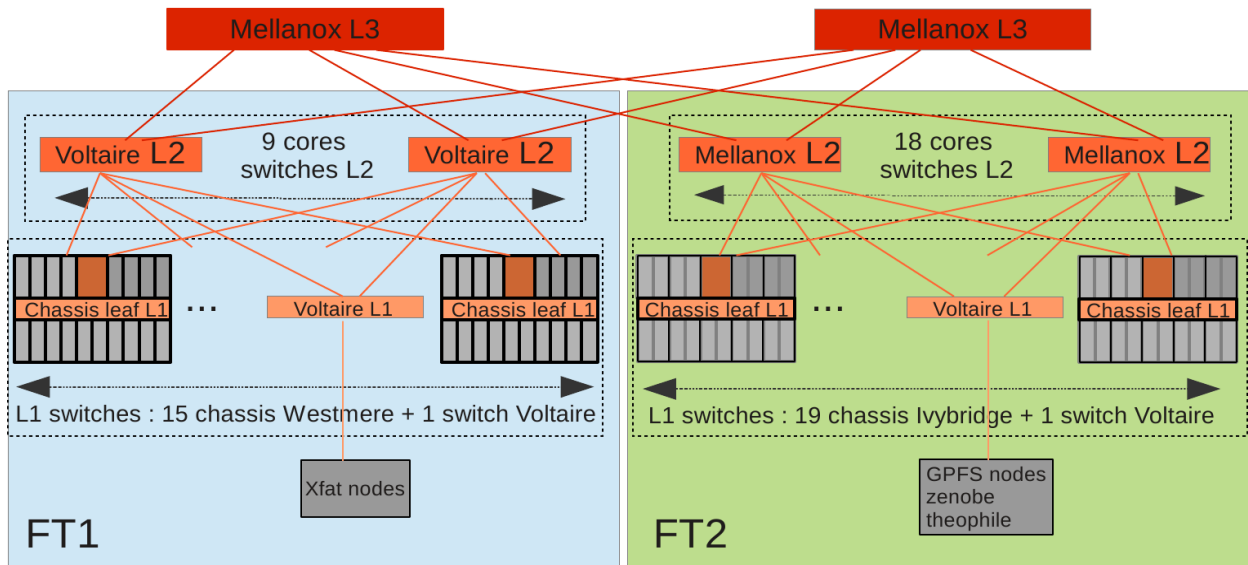 Mellanox L3
Mellanox L3
Voltaire L2
9 cores
switches L2
Voltaire L2
Mellanox L2
18 cores
switches L2
Mellanox L2
Chassis leaf L1
...
Voltaire L1
Chassis leaf L1
Chassis leaf L1
...
Voltaire L1
Chassis leaf L1
L1 switches : 15 chassis Westmere + 1 switch Voltaire
L1 switches : 19 chassis Ivybridge + 1 switch Voltaire
Xfat nodes
GPFS nodes
zenobe
theophile
FT1
FT2